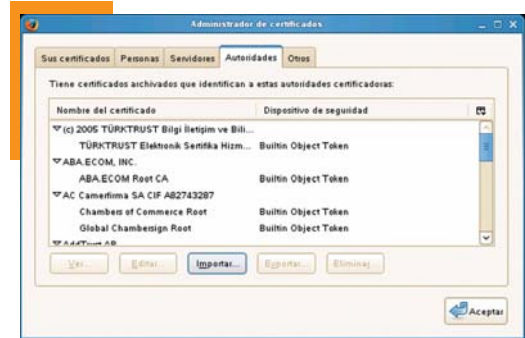 Administrador de certificados
Sus certificados Personas Servidores Autoridades Otros
Tiene certificados archivados que identifican a estas autoridades certificadoras:
Nombre del certificado Dispositivo de seguridad
(c) 2005 TÜRKTRUST Bilgi İletişim ve Bili...
TÜRKTRUST Elektronik Sertifika Hizm... Builtin Object Token
ABA.ECOM, INC.
ABA.ECOM Root CA Builtin Object Token
AC Camerfirma SA CIF A82743287
Chambers of Commerce Root Builtin Object Token
Global Chambersign Root Builtin Object Token
AddTrust AB
Ver... Editar... Importar... Exportar... Eliminar...
Aceptar